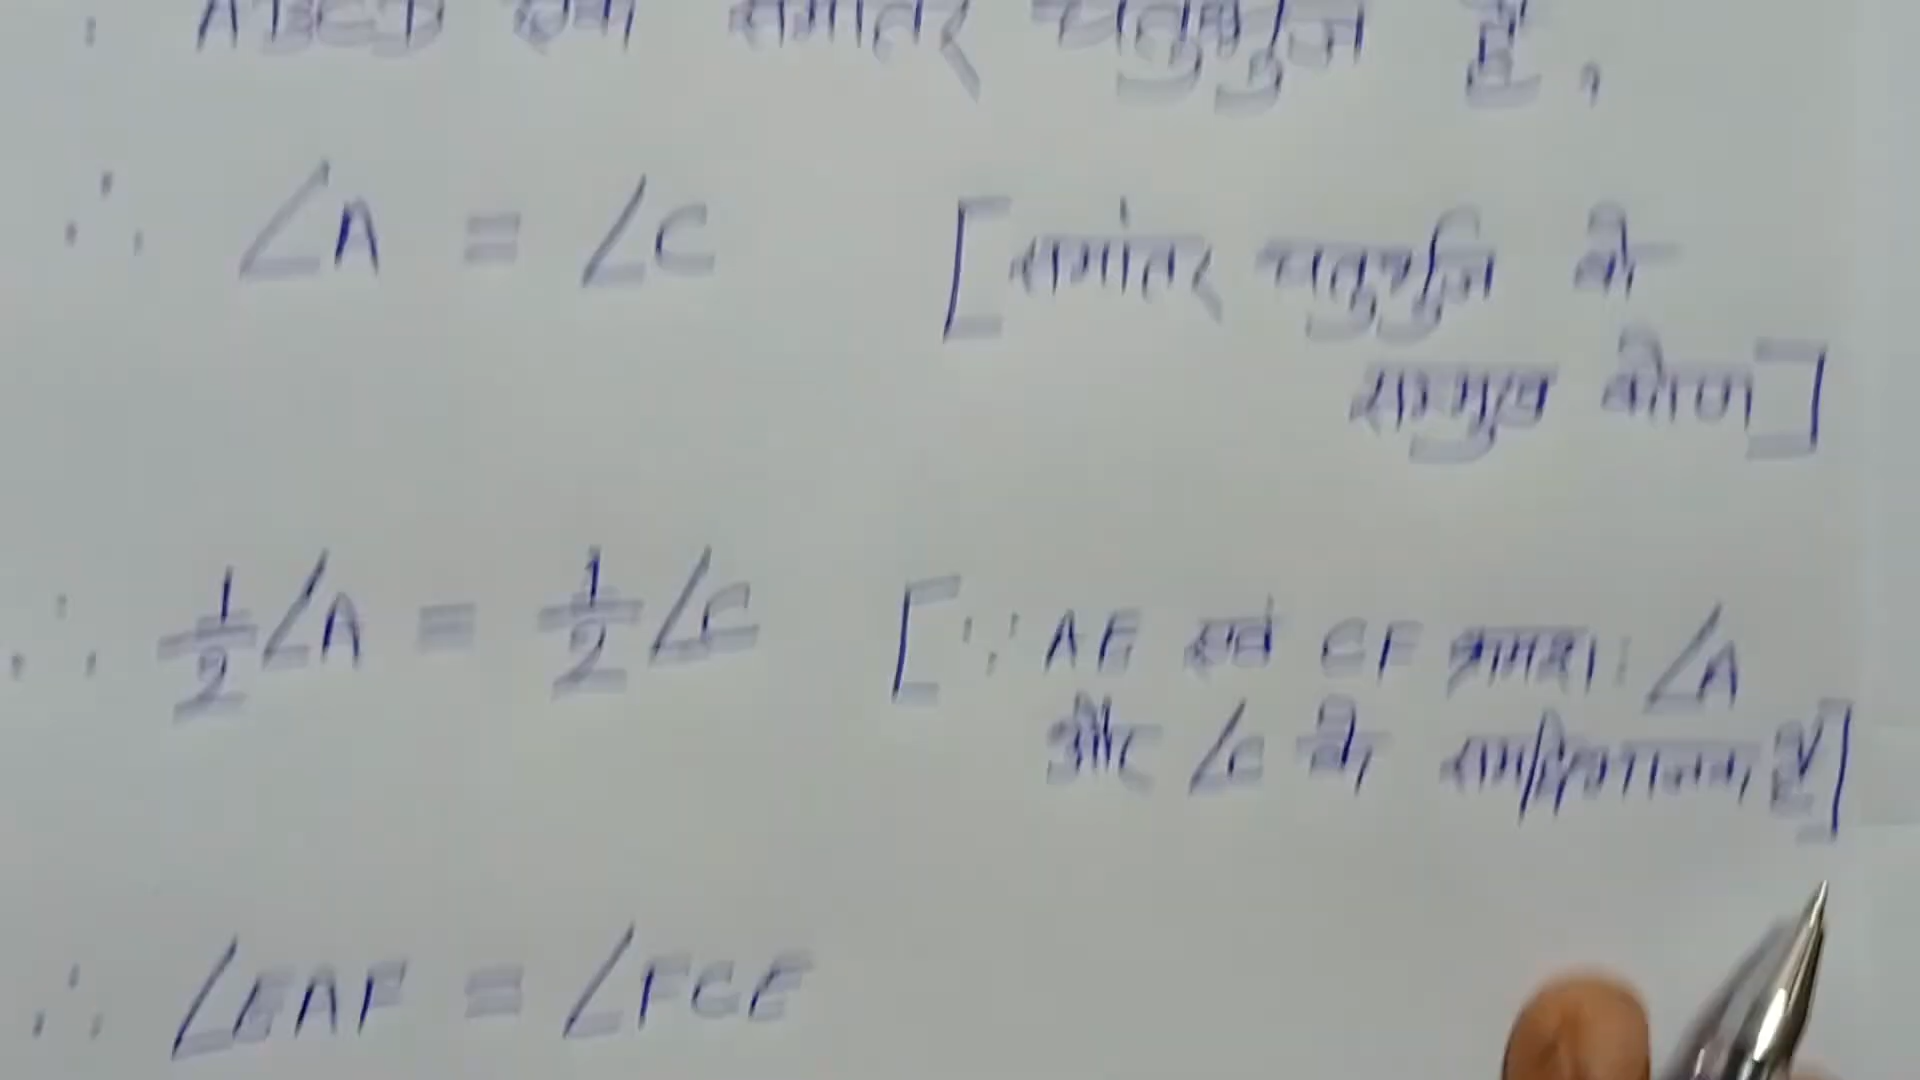 ∵ ABCD एक समांतर चतुर्भुज है,
∴ ∠A = ∠C [समांतर चतुर्भुज के
सम्मुख कोण]
∴ 1/2 ∠A = 1/2 ∠C [∵ AE एवं CF क्रमशः ∠A
और ∠C के समद्विभाजक हैं]
∴ ∠EAF = ∠FCE